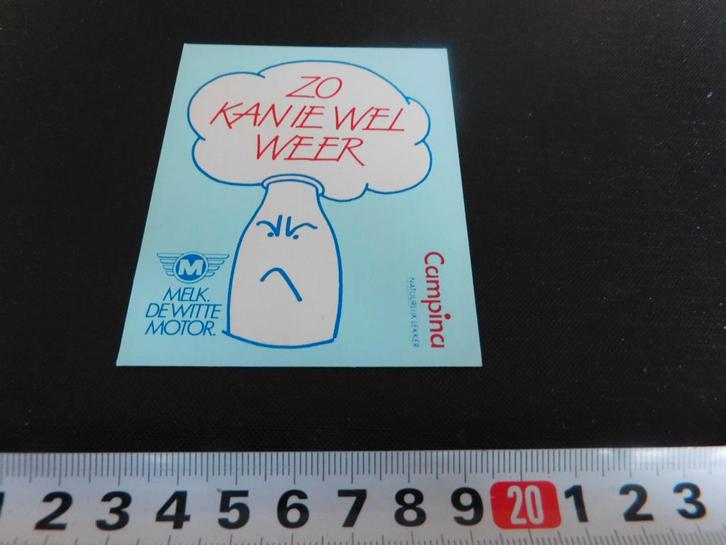 ZO
KAN IE WEL
WEER
M
MELK.
DE WITTE
MOTOR.
Campina
NATUURLIJK LEKKER
1 2 3 4 5 6 7 8 9 20 1 2 3